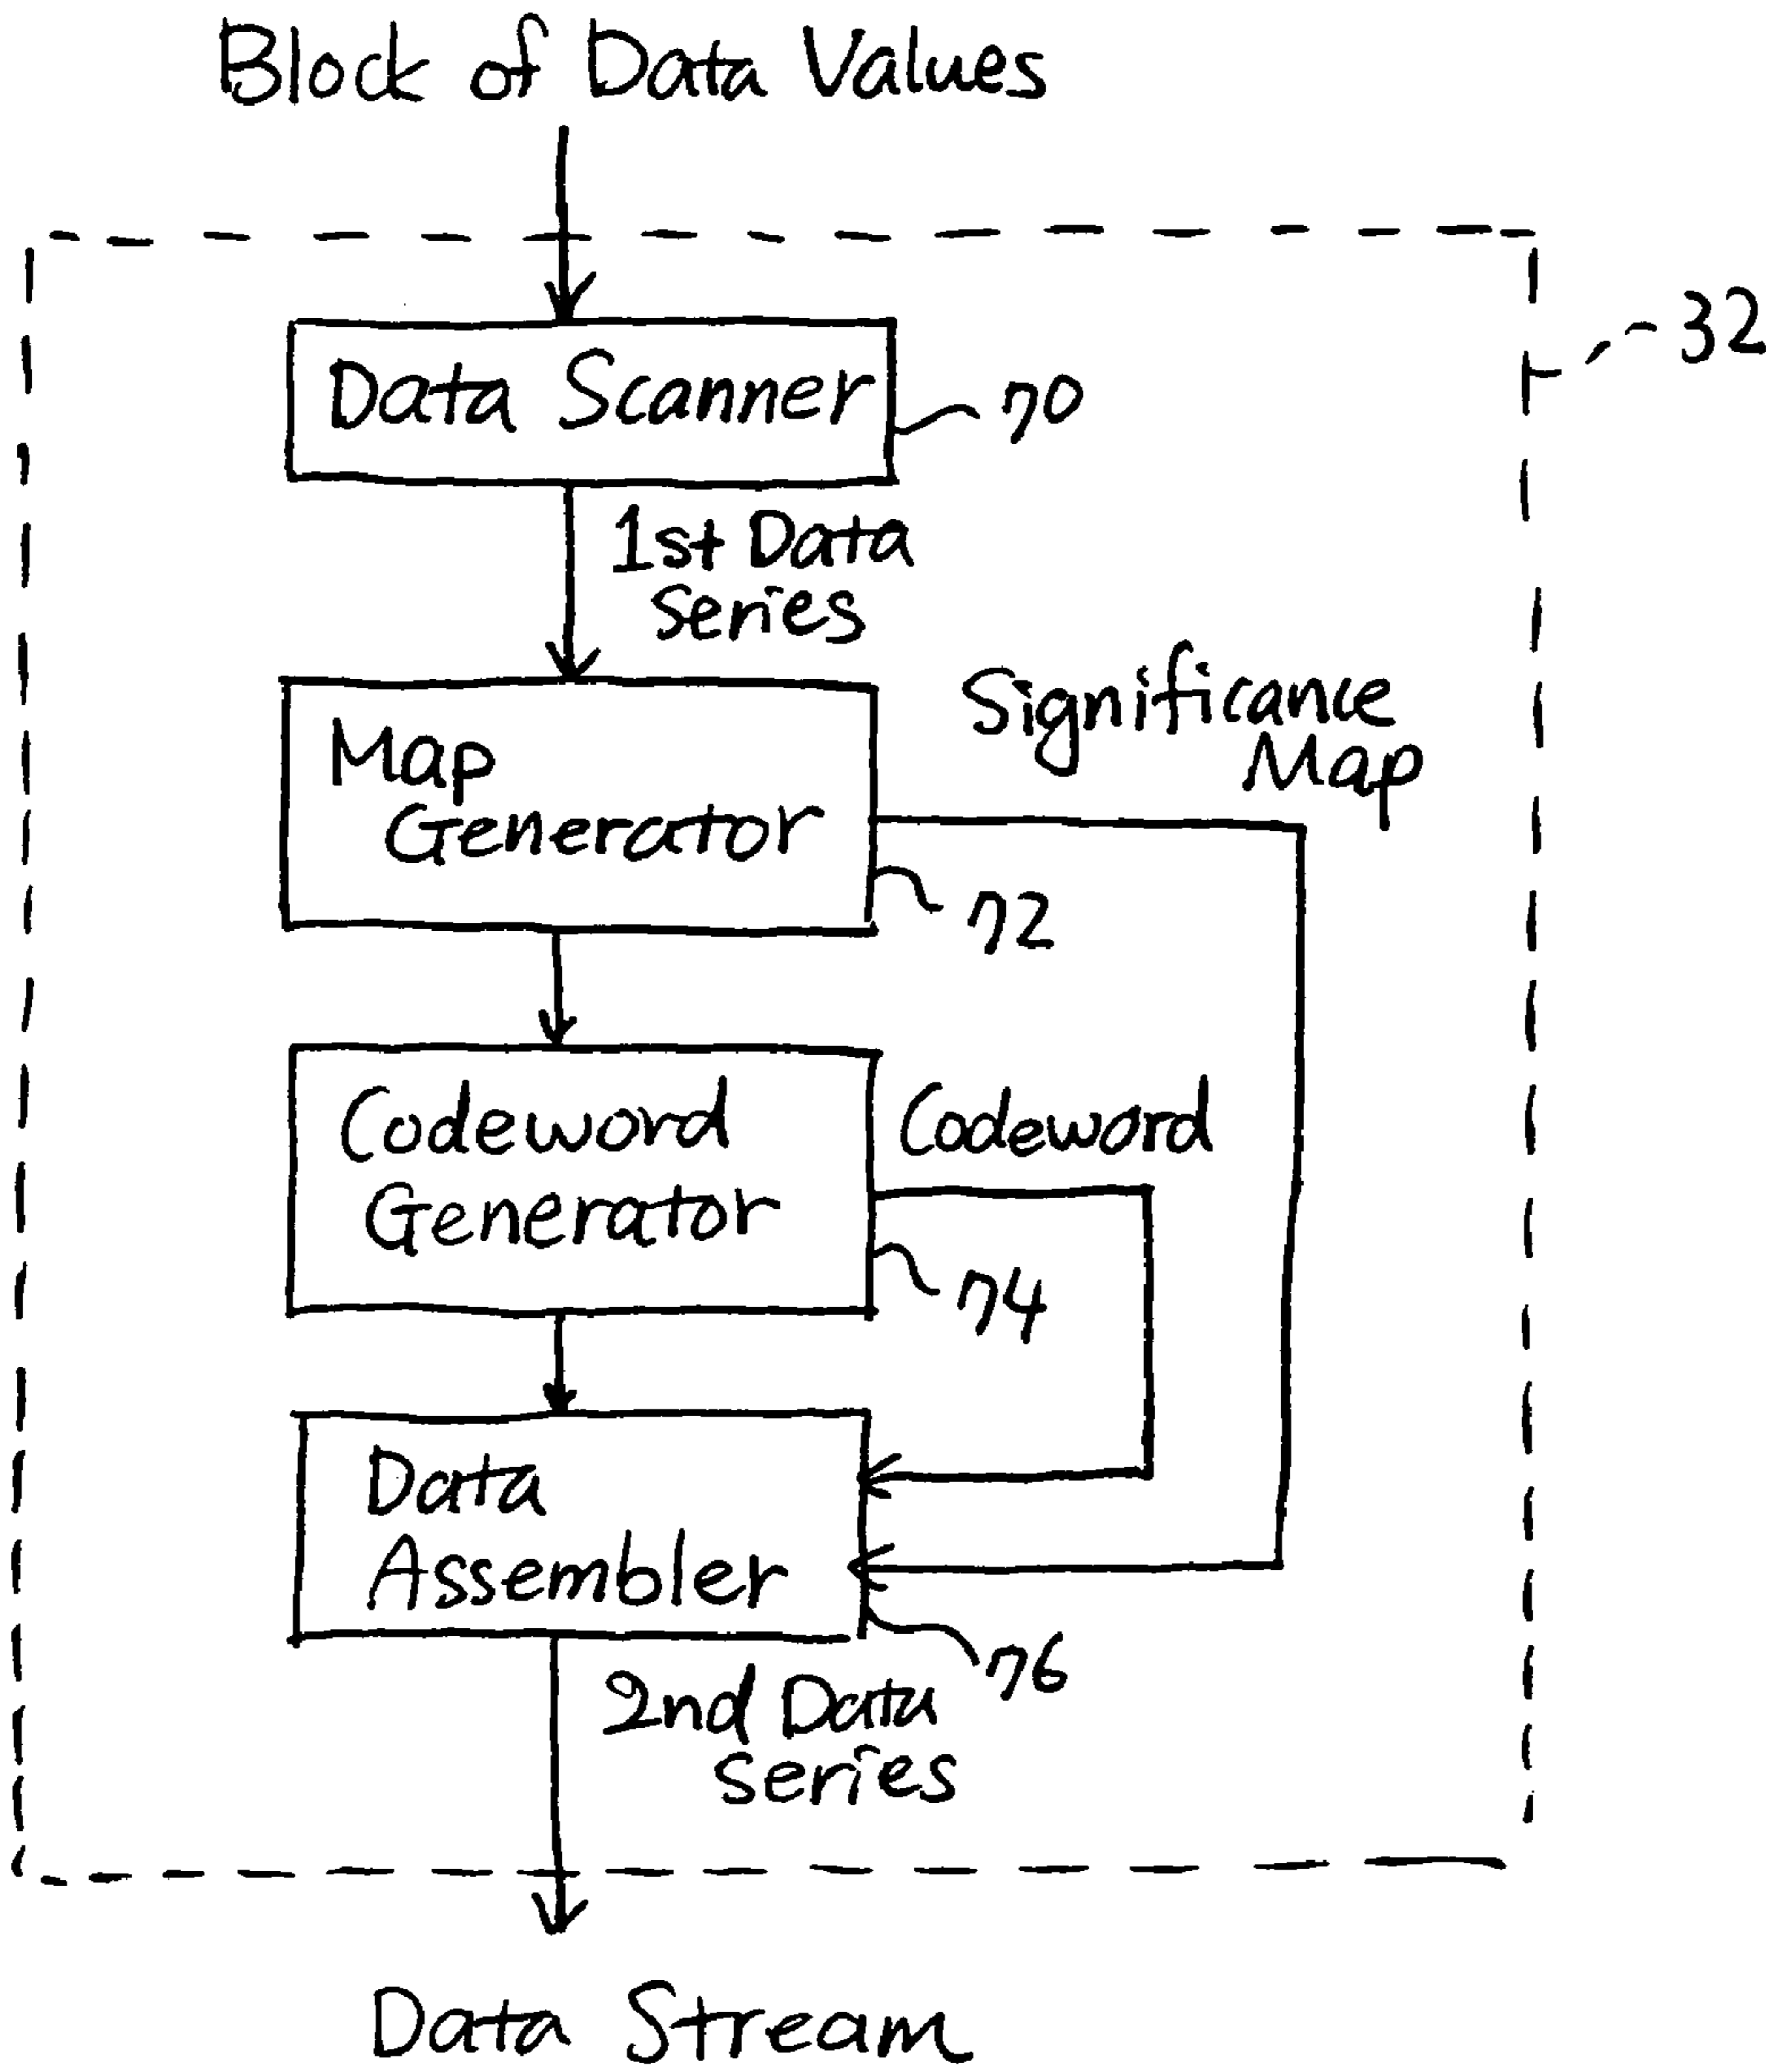 Block of Data Values
32
Data Scanner
70
1st Data
Series
Significance
Map
Map
Generator
72
Codeword
Generator
Codeword
74
Data
Assembler
76
2nd Data
series
Data Stream